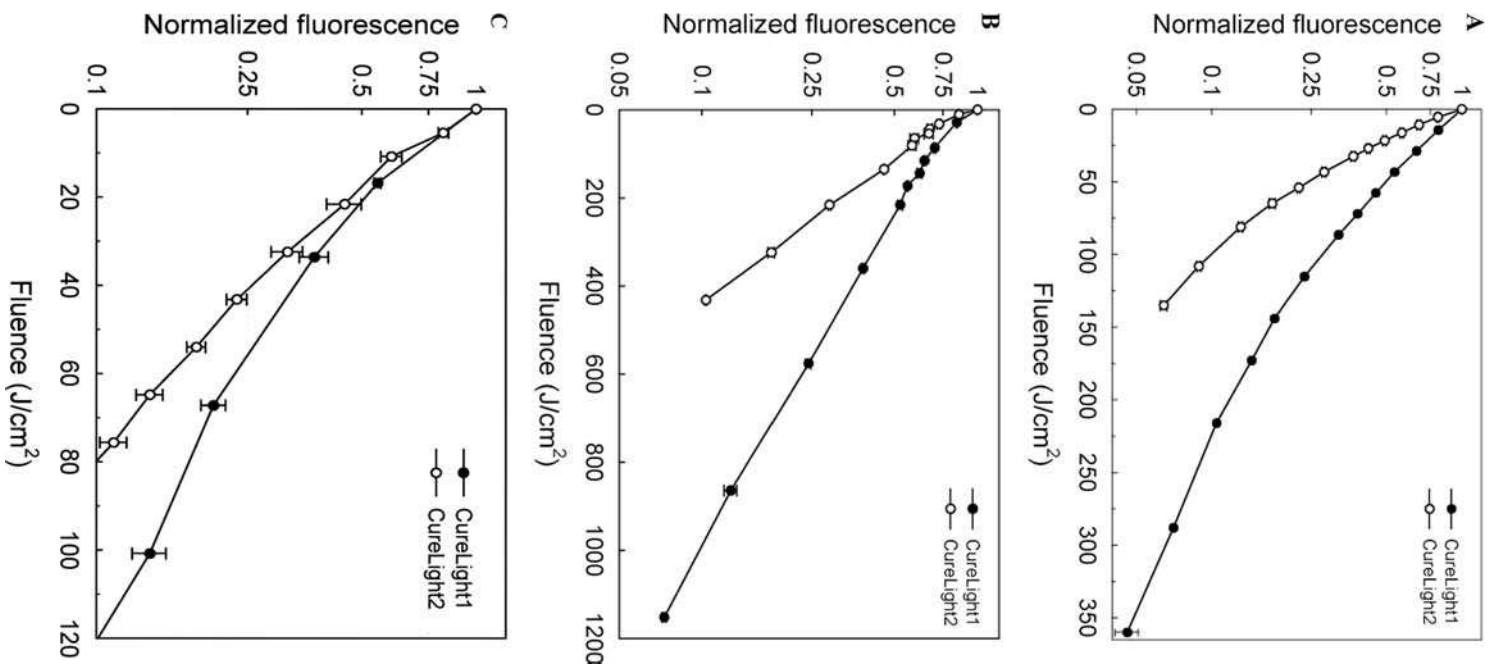 A
Normalized fluorescence
1
0.75
0.5
0.25
0.1
0.05
0 50 100 150 200 250 300 350
Fluence (J/cm²)
CureLight1
CureLight2
B
Normalized fluorescence
1
0.75
0.5
0.25
0.1
0.05
0 200 400 600 800 1000 1200
Fluence (J/cm²)
CureLight1
CureLight2
C
Normalized fluorescence
1
0.75
0.5
0.25
0.1
0 20 40 60 80 100 120
Fluence (J/cm²)
CureLight1
CureLight2